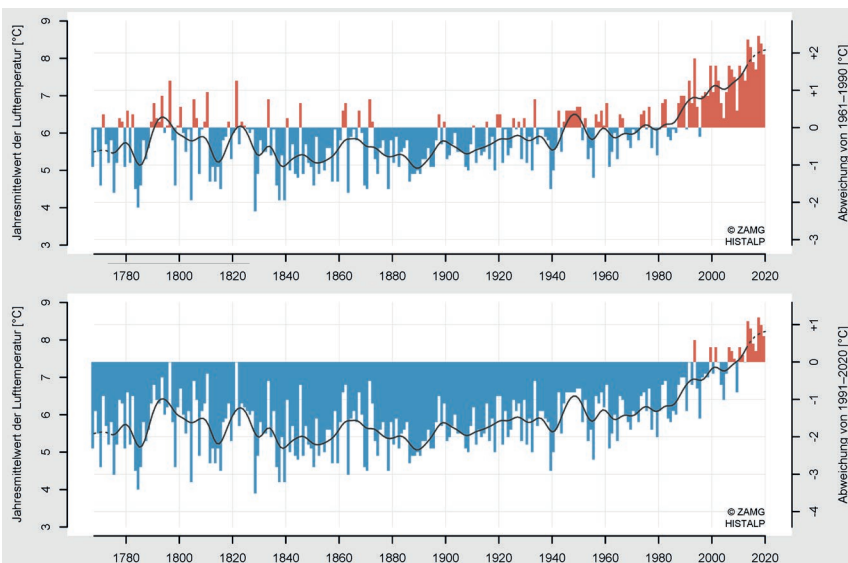 Jahresmittelwert der Lufttemperatur [°C]
9
8
7
6
5
4
3
+2
+1
0
-1
-2
-3
Abweichung von 1961–1990 [°C]
© ZAMG
HISTALP
1780 1800 1820 1840 1860 1880 1900 1920 1940 1960 1980 2000 2020
Jahresmittelwert der Lufttemperatur [°C]
9
8
7
6
5
4
3
+1
0
-1
-2
-3
-4
Abweichung von 1991–2020 [°C]
© ZAMG
HISTALP
1780 1800 1820 1840 1860 1880 1900 1920 1940 1960 1980 2000 2020